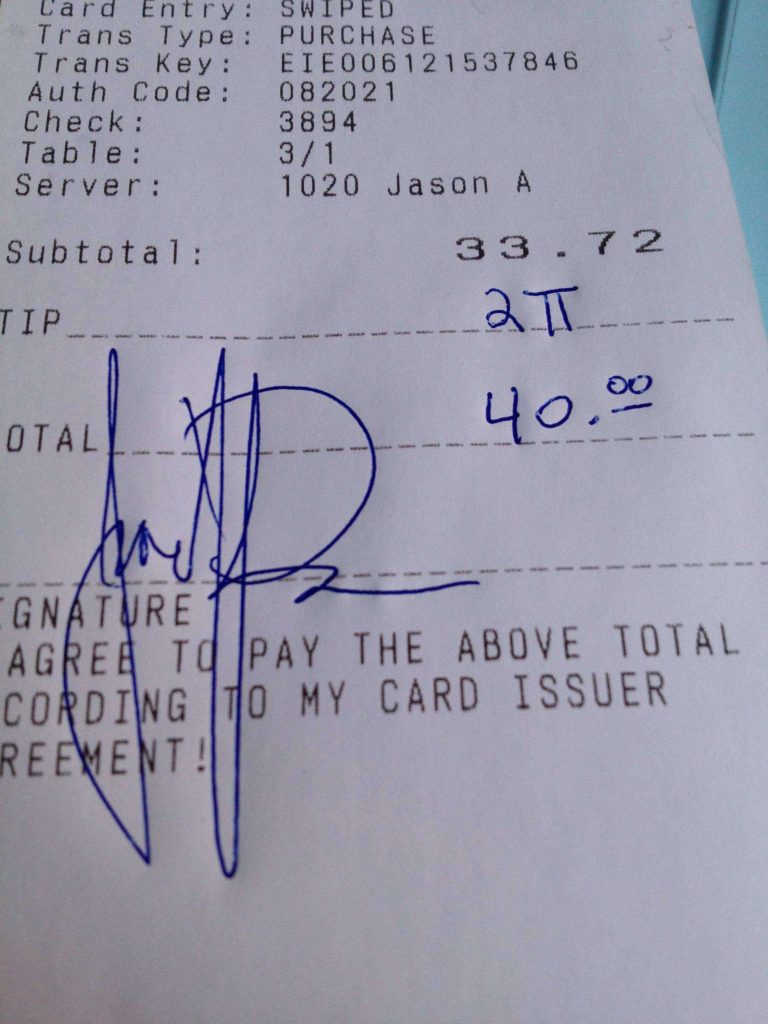 Card Entry: SWIPED
Trans Type: PURCHASE
Trans Key: EIE006121537846
Auth Code: 082021
Check: 3894
Table: 3/1
Server: 1020 Jason A
Subtotal: 33.72
TIP 2π
OTAL 40.00
IGNATURE
AGREE TO PAY THE ABOVE TOTAL
CORDING TO MY CARD ISSUER
REEMENT!